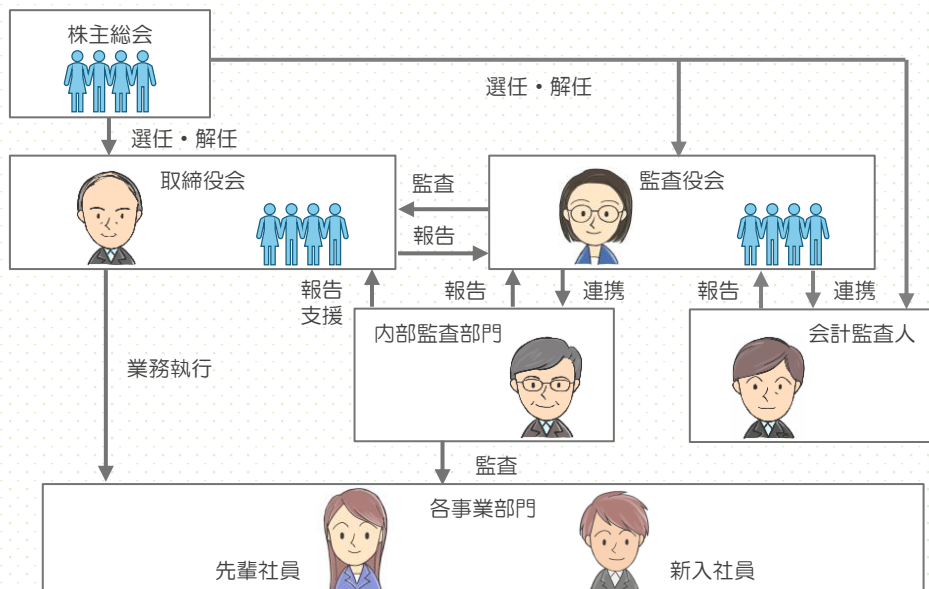 株主総会
選任・解任
選任・解任
取締役会
監査役会
監査
報告
報告
支援
報告
連携
報告
連携
内部監査部門
会計監査人
業務執行
監査
各事業部門
先輩社員
新入社員